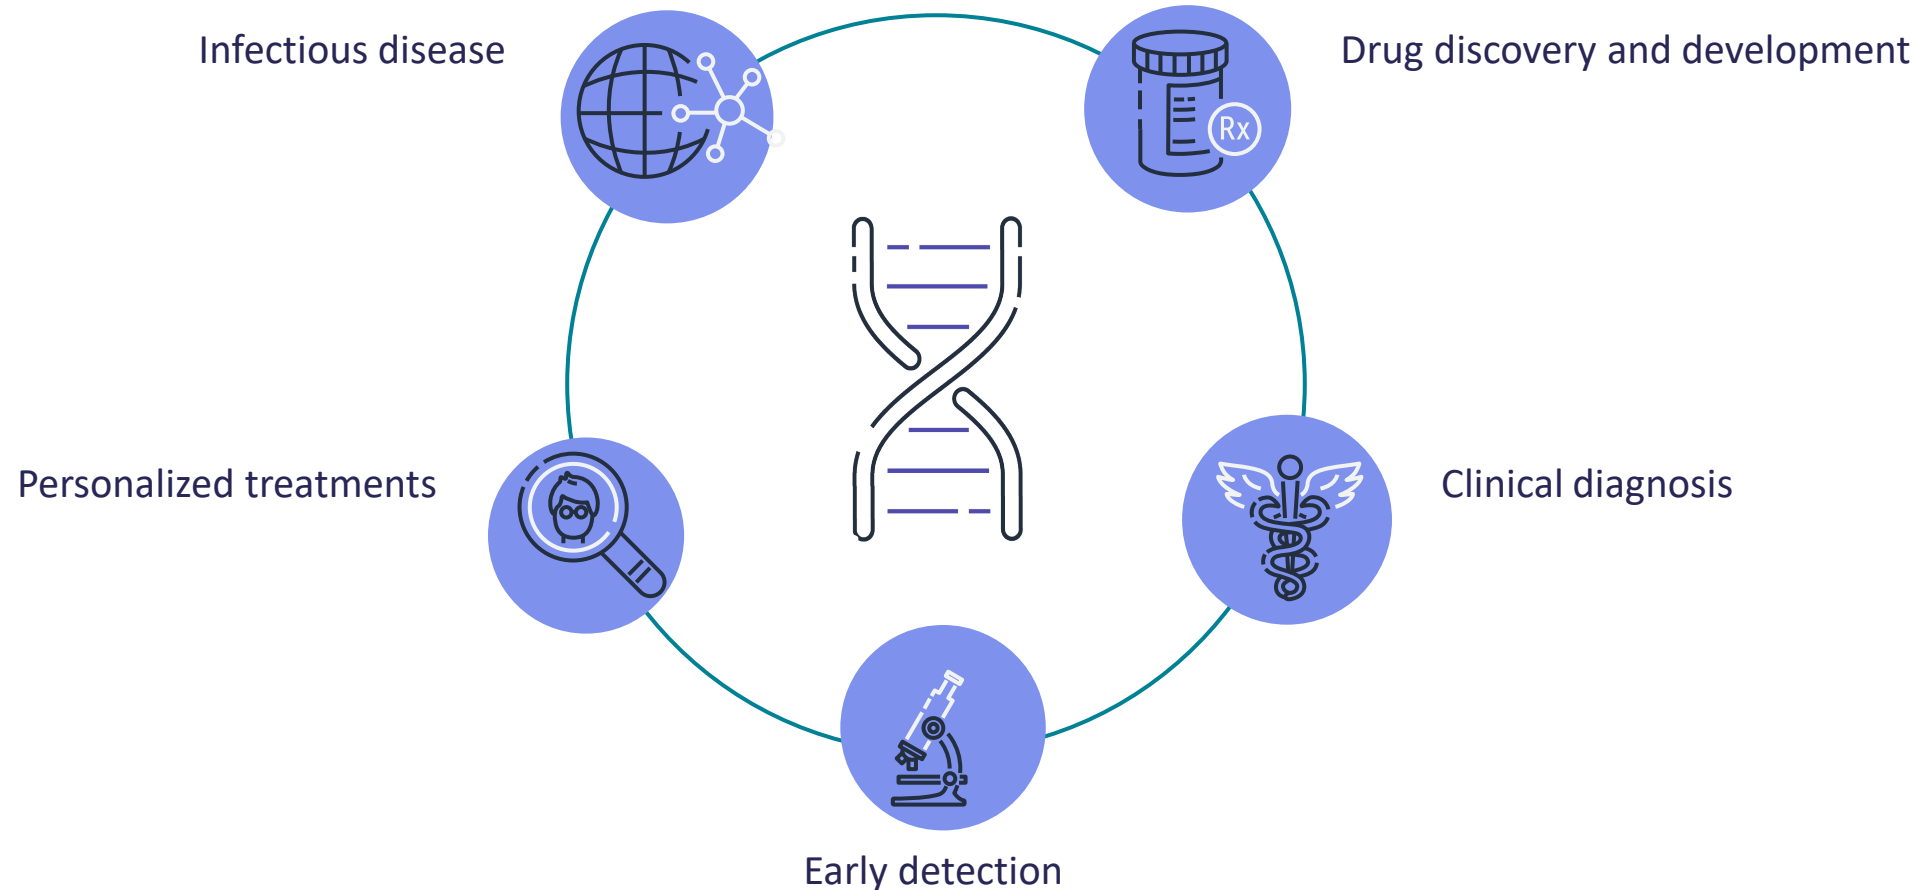 Infectious disease
Drug discovery and development
Rx
Personalized treatments
Clinical diagnosis
Early detection